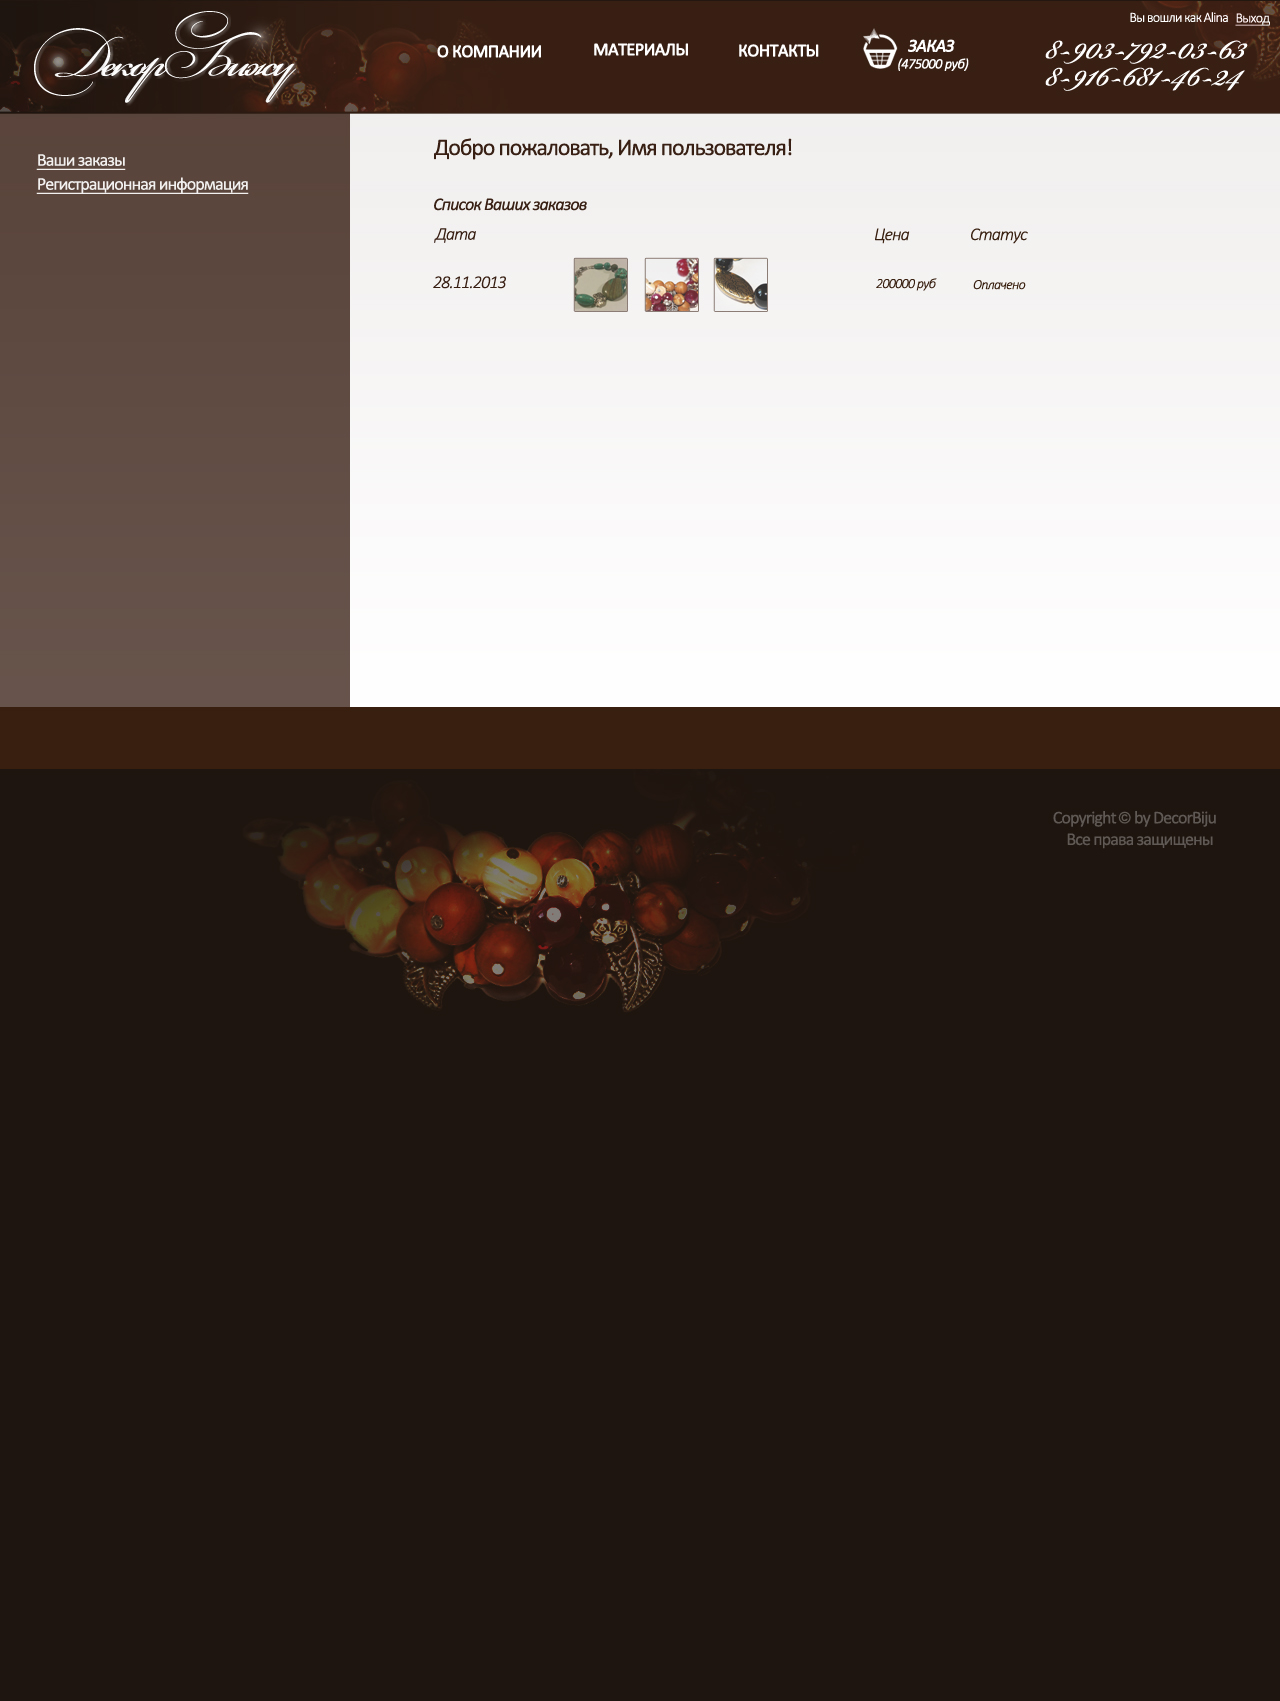 Вы вошли как Alina Выход
Декор Бижу
О КОМПАНИИ
МАТЕРИАЛЫ
КОНТАКТЫ
ЗАКАЗ
(475000 руб)
8-903-792-03-63
8-916-681-46-24
Ваши заказы
Регистрационная информация
Добро пожаловать, Имя пользователя!
Список Ваших заказов
Дата Цена Статус
28.11.2013 200000 руб Оплачено
Copyright © by DecorBiju
Все права защищены